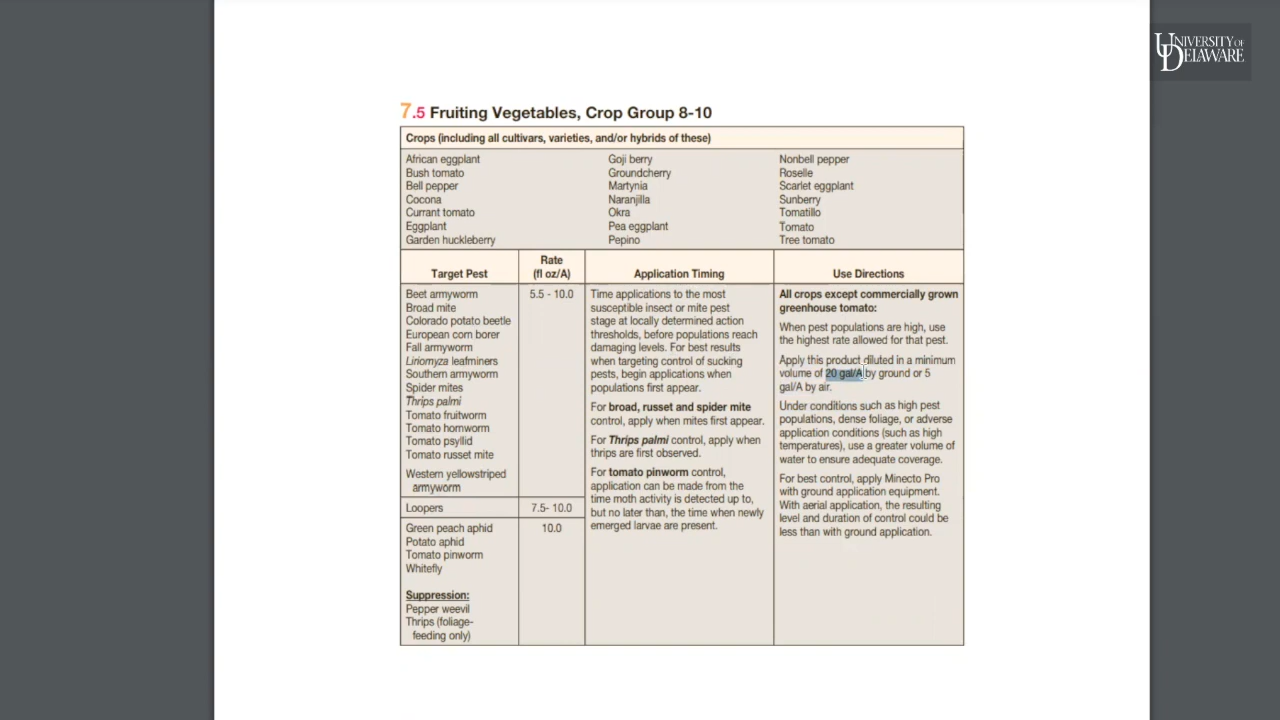 UNIVERSITY OF
DELAWARE
7.5 Fruiting Vegetables, Crop Group 8-10
Crops (including all cultivars, varieties, and/or hybrids of these)
African eggplant
Bush tomato
Bell pepper
Cocona
Currant tomato
Eggplant
Garden huckleberry
Goji berry
Groundcherry
Martynia
Naranjilla
Okra
Pea eggplant
Pepino
Nonbell pepper
Roselle
Scarlet eggplant
Sunberry
Tomatillo
Tomato
Tree tomato
Target Pest
Rate
(fl oz/A)
Application Timing
Use Directions
Beet armyworm
Broad mite
Colorado potato beetle
European corn borer
Fall armyworm
Liriomyza leafminers
Southern armyworm
Spider mites
Thrips palmi
Tomato fruitworm
Tomato hornworm
Tomato psyllid
Tomato russet mite
Western yellowstriped
armyworm
5.5 - 10.0
Loopers
7.5- 10.0
Green peach aphid
Potato aphid
Tomato pinworm
Whitefly
Suppression:
Pepper weevil
Thrips (foliage-
feeding only)
10.0
Time applications to the most
susceptible insect or mite pest
stage at locally determined action
thresholds, before populations reach
damaging levels. For best results
when targeting control of sucking
pests, begin applications when
populations first appear.
For broad, russet and spider mite
control, apply when mites first appear.
For Thrips palmi control, apply when
thrips are first observed.
For tomato pinworm control,
application can be made from the
time moth activity is detected up to,
but no later than, the time when newly
emerged larvae are present.
All crops except commercially grown
greenhouse tomato:
When pest populations are high, use
the highest rate allowed for that pest.
Apply this product diluted in a minimum
volume of 20 gal/A by ground or 5
gal/A by air.
Under conditions such as high pest
populations, dense foliage, or adverse
application conditions (such as high
temperatures), use a greater volume of
water to ensure adequate coverage.
For best control, apply Minecto Pro
with ground application equipment.
With aerial application, the resulting
level and duration of control could be
less than with ground application.